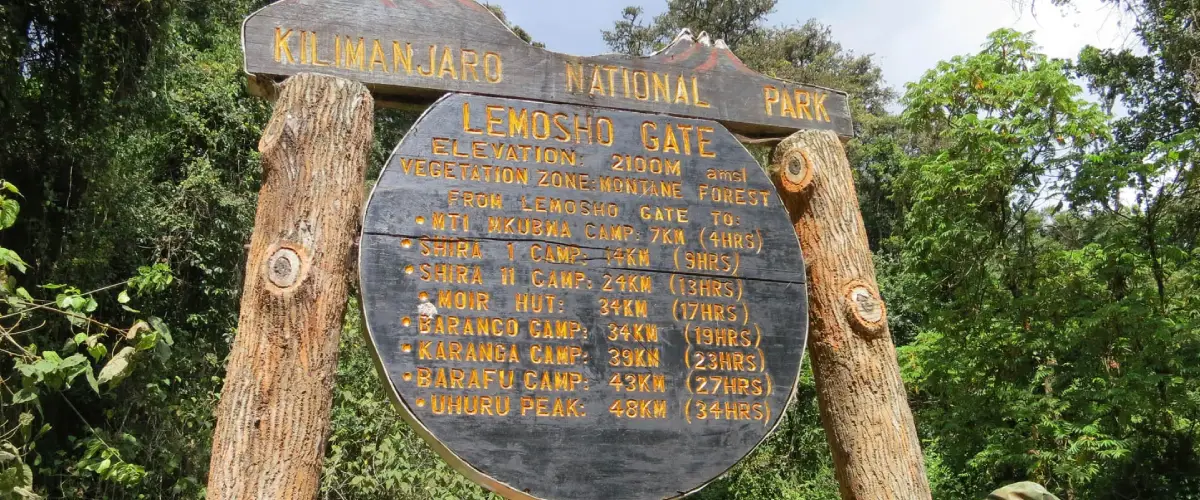 KILIMANJARO NATIONAL PARK
LEMOSHO GATE
ELEVATION: 2100M amsl
VEGETATION ZONE: MONTANE FOREST
FROM LEMOSHO GATE TO:
• MTI MKUBWA CAMP: 7KM (4HRS)
• SHIRA 1 CAMP: 14KM (9HRS)
• SHIRA 11 CAMP: 24KM (13HRS)
• MOIR HUT: 34KM (17HRS)
• BARANCO CAMP: 34KM (19HRS)
• KARANGA CAMP: 39KM (23HRS)
• BARAFU CAMP: 43KM (27HRS)
• UHURU PEAK: 48KM (34HRS)